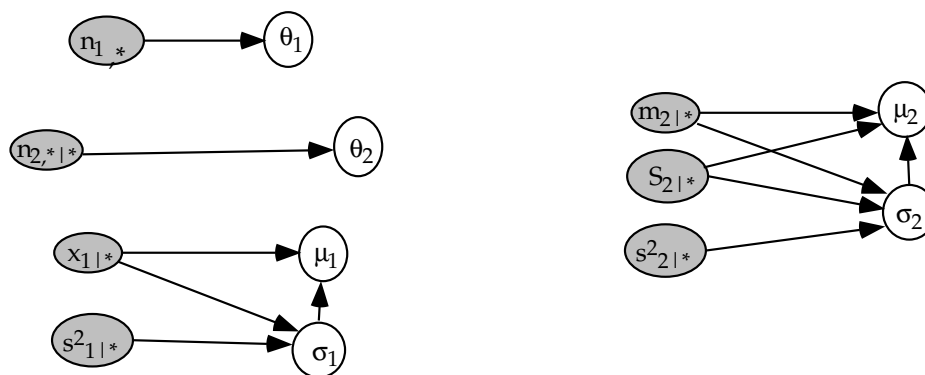 n₁,* θ₁
n₂,*|* θ₂
x₁|* μ₁
s²₁|* σ₁
m₂|* μ₂
S₂|*
σ₂
s²₂|*